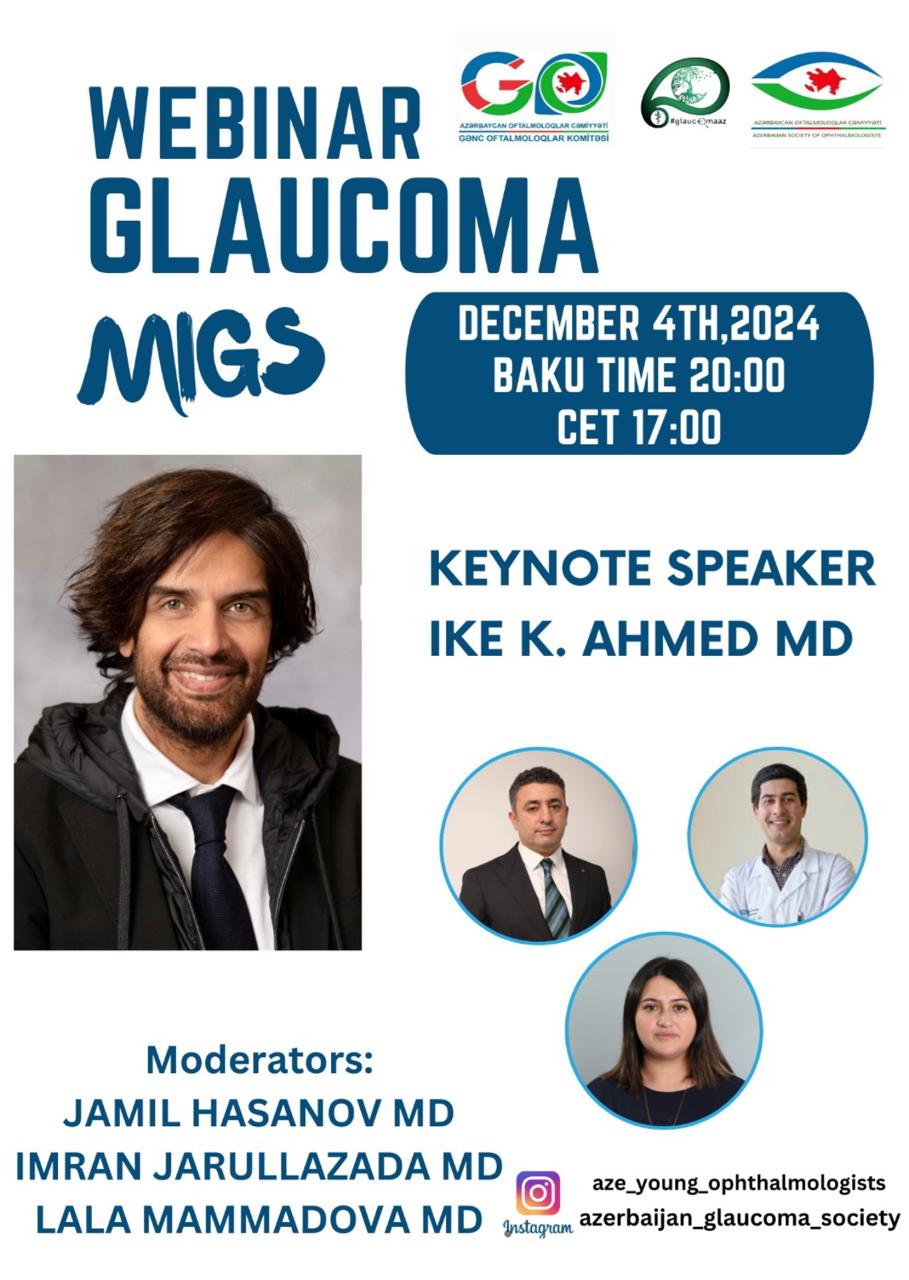 WEBINAR
GLAUCOMA
MIGS
AZƏRBAYCAN OFTALMOLOQLAR CƏMİYYƏTİ
GƏNC OFTALMOLOQLAR KOMİTƏSİ
#glaucomaaz
AZƏRBAYCAN OFTALMOLOQLAR CƏMİYYƏTİ
AZERBAIJAN SOCIETY OF OPHTHALMOLOGISTS
DECEMBER 4TH,2024
BAKU TIME 20:00
CET 17:00
KEYNOTE SPEAKER
IKE K. AHMED MD
Moderators:
JAMIL HASANOV MD
IMRAN JARULLAZADA MD
LALA MAMMADOVA MD
Instagram
aze_young_ophthalmologists
azerbaijan_glaucoma_society